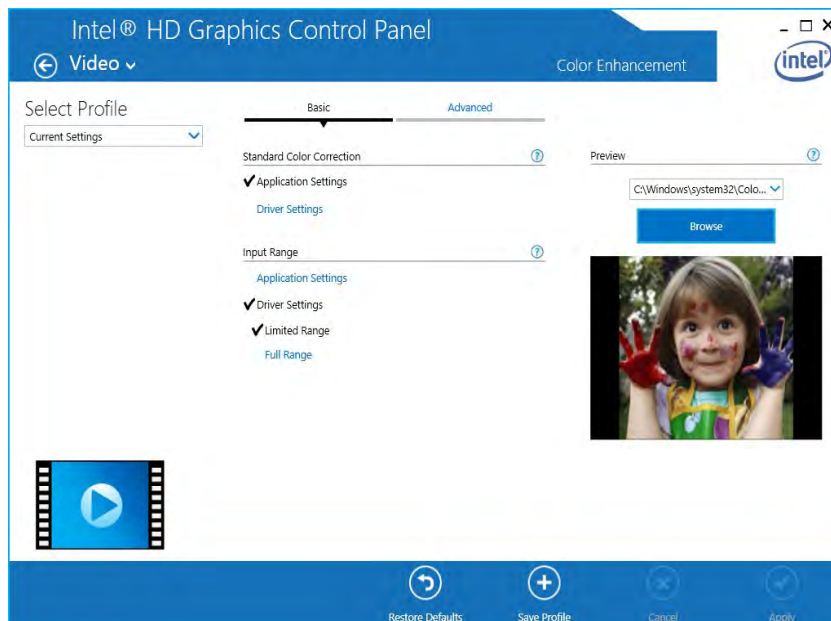 Intel® HD Graphics Control Panel
Video
Color Enhancement
intel
Select Profile
Current Settings
Basic
Advanced
Standard Color Correction
?
Application Settings
Driver Settings
Input Range
?
Application Settings
Driver Settings
Limited Range
Full Range
Preview
?
C:\Windows\system32\Colo...
Browse
Restore Defaults
Save Profile
Cancel
Apply